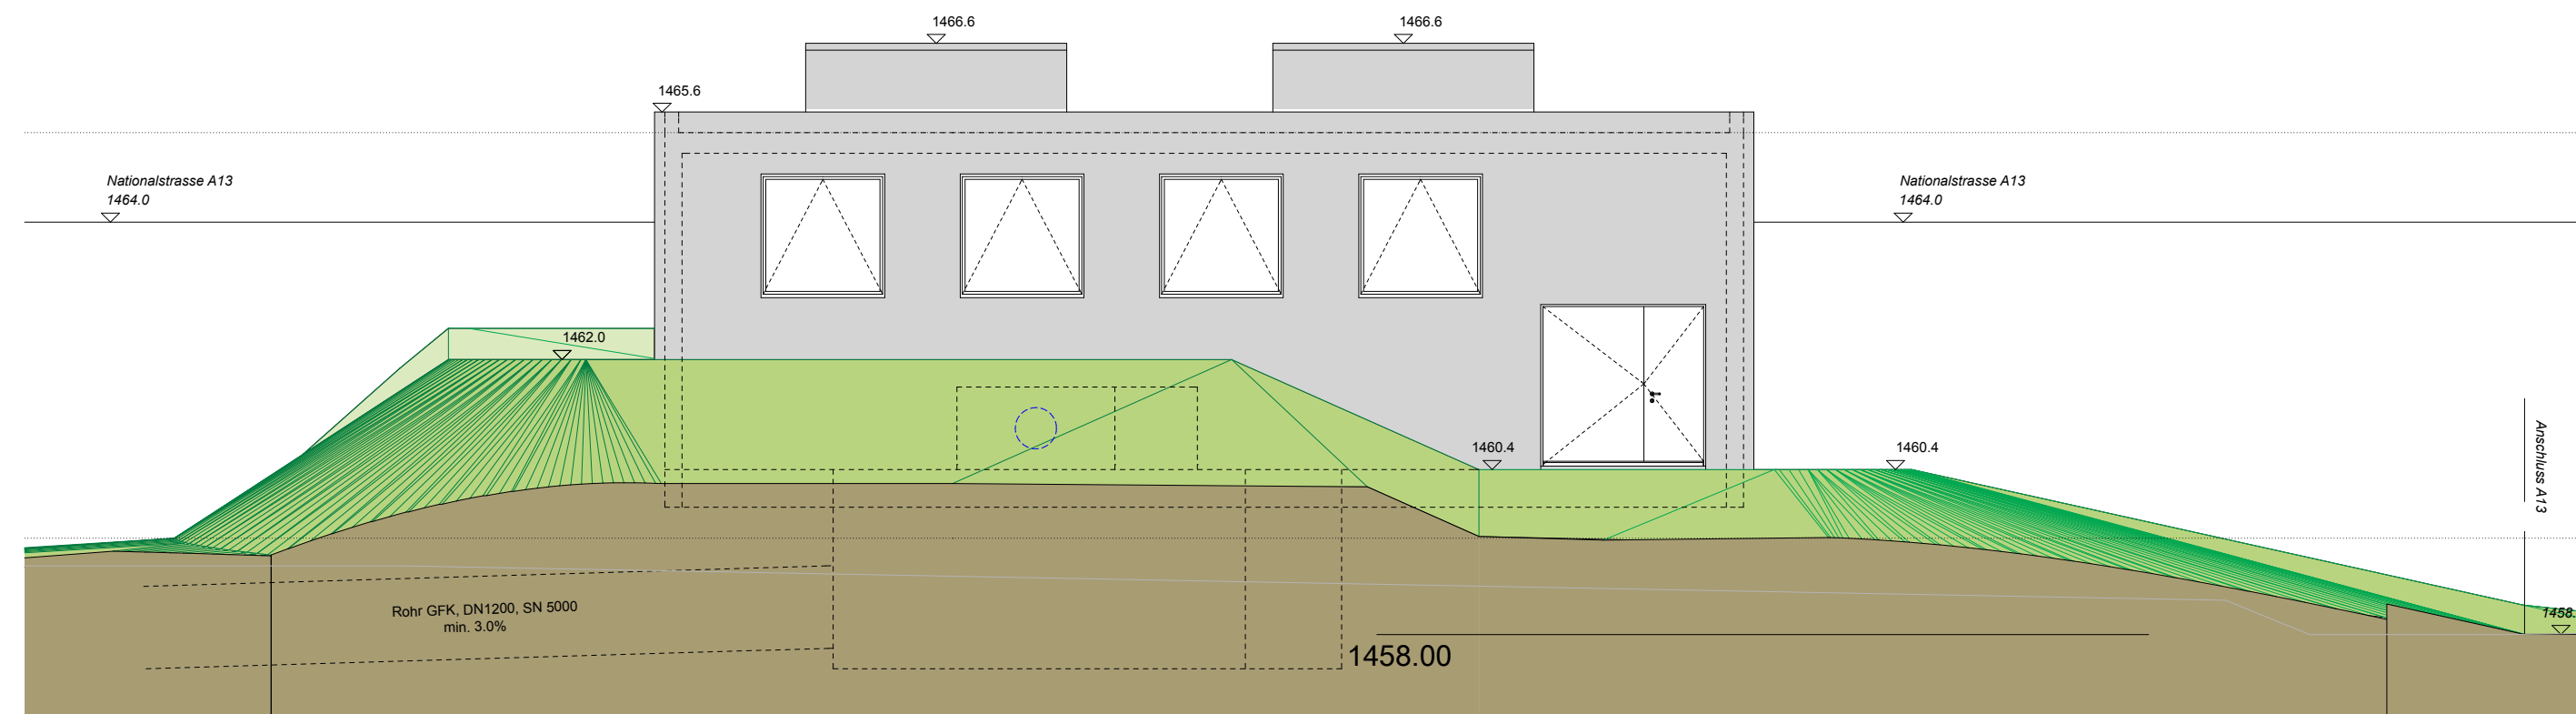 1466.6
1466.6
1465.6
Nationalstrasse A13
1464.0
Nationalstrasse A13
1464.0
1462.0
1460.4
1460.4
Anschluss A13
Rohr GFK, DN1200, SN 5000
min. 3.0%
1458.00
1458.